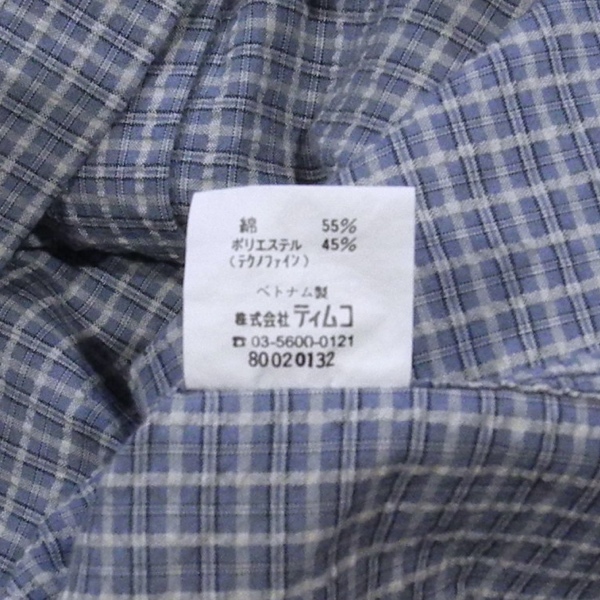 綿 55%
ポリエステル 45%
(テクノファイン)
ベトナム製
株式会社 ティムコ
☎ 03-5600-0121
80020132